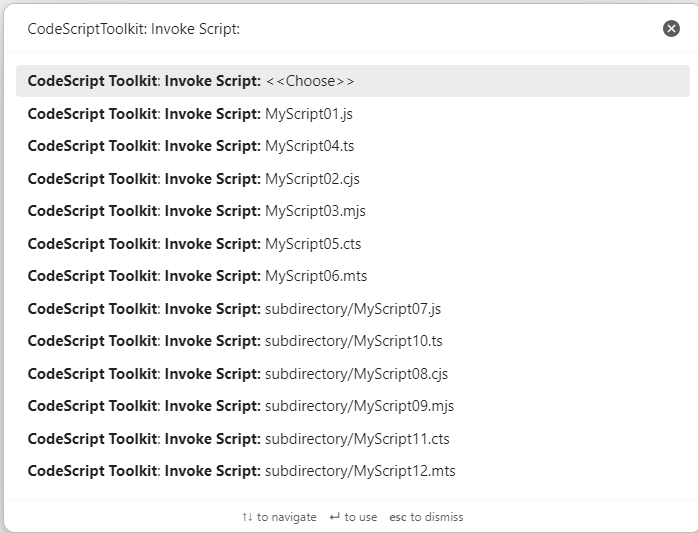 CodeScriptToolkit: Invoke Script:
CodeScript Toolkit: Invoke Script: <<Choose>>
CodeScript Toolkit: Invoke Script: MyScript01.js
CodeScript Toolkit: Invoke Script: MyScript04.ts
CodeScript Toolkit: Invoke Script: MyScript02.cjs
CodeScript Toolkit: Invoke Script: MyScript03.mjs
CodeScript Toolkit: Invoke Script: MyScript05.cts
CodeScript Toolkit: Invoke Script: MyScript06.mts
CodeScript Toolkit: Invoke Script: subdirectory/MyScript07.js
CodeScript Toolkit: Invoke Script: subdirectory/MyScript10.ts
CodeScript Toolkit: Invoke Script: subdirectory/MyScript08.cjs
CodeScript Toolkit: Invoke Script: subdirectory/MyScript09.mjs
CodeScript Toolkit: Invoke Script: subdirectory/MyScript11.cts
CodeScript Toolkit: Invoke Script: subdirectory/MyScript12.mts
↑↓ to navigate ↵ to use esc to dismiss